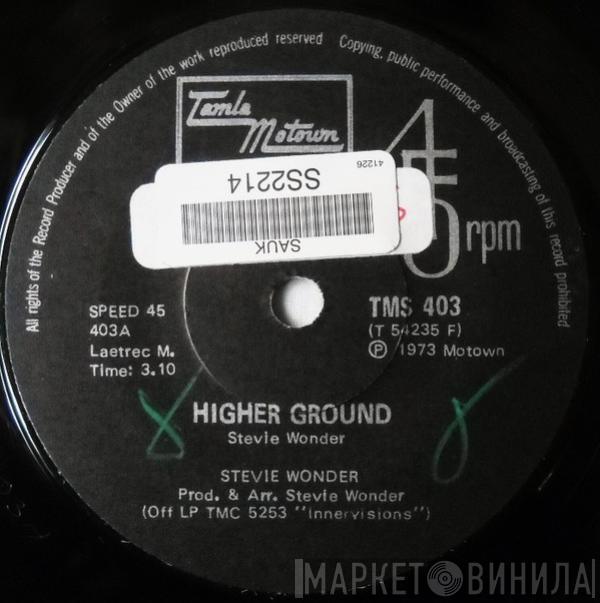 All rights of the Record Producer and of the Owner of the work reproduced reserved Copying, public performance and broadcasting of this record prohibited
Tamla
Motown
45 rpm
41226
SS2214
SAUK
SPEED 45
403A
Laetrec M.
Time: 3.10
TMS 403
(T 54235 F)
Ⓟ 1973 Motown
HIGHER GROUND
Stevie Wonder
STEVIE WONDER
Prod. & Arr. Stevie Wonder
(Off LP TMC 5253 "Innervisions")
МАРКЕТ ВИНИЛА